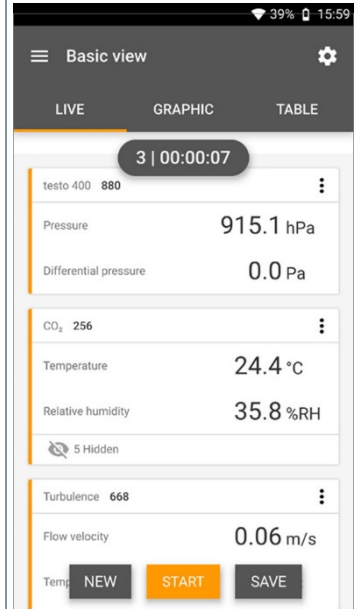 39% 15:59
Basic view
LIVE GRAPHIC TABLE
3 | 00:00:07
testo 400 880
Pressure 915.1 hPa
Differential pressure 0.0 Pa
CO₂ 256
Temperature 24.4 °C
Relative humidity 35.8 %RH
5 Hidden
Turbulence 668
Flow velocity 0.06 m/s
NEW START SAVE